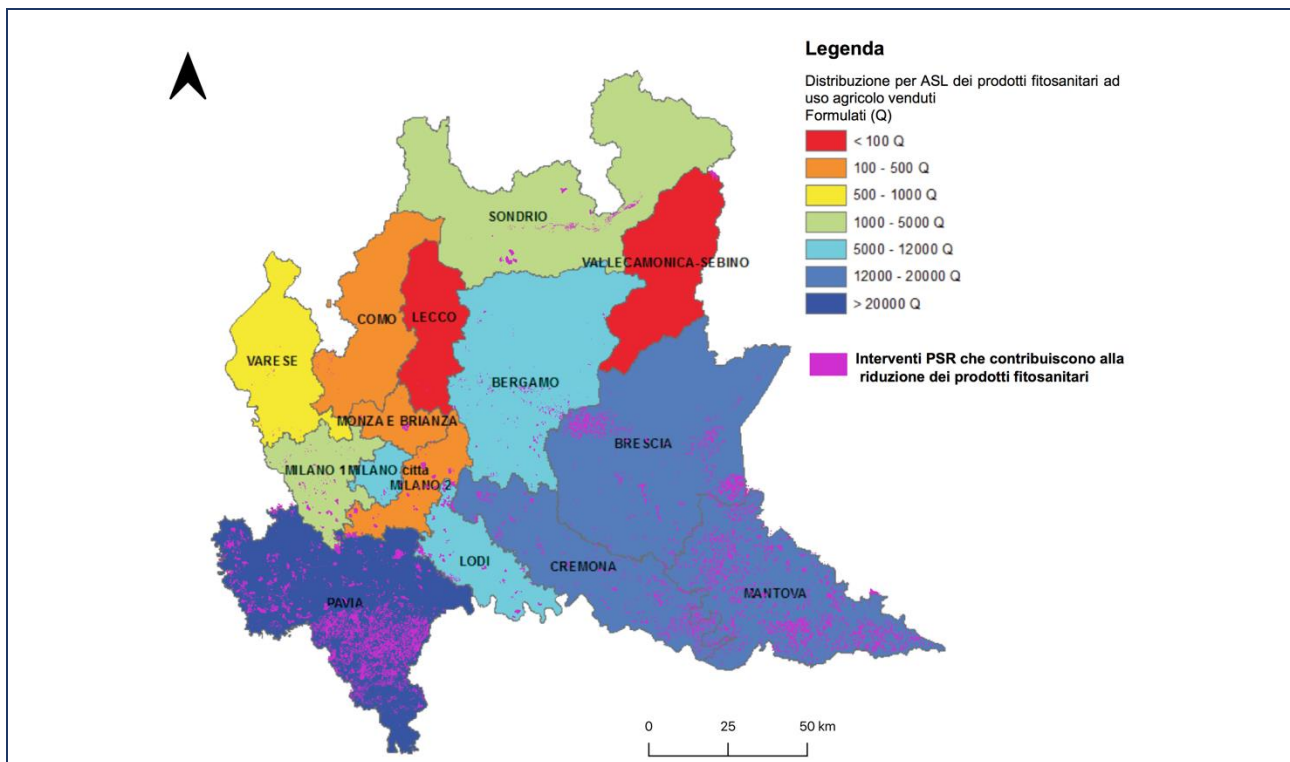 Legenda
Distribuzione per ASL dei prodotti fitosanitari ad
uso agricolo venduti
Formulati (Q)
< 100 Q
100 - 500 Q
500 - 1000 Q
1000 - 5000 Q
5000 - 12000 Q
12000 - 20000 Q
> 20000 Q
Interventi PSR che contribuiscono alla
riduzione dei prodotti fitosanitari
SONDRIO
VALLECAMONICA-SEBINO
COMO
LECCO
VARESE
BERGAMO
MONZA E BRIANZA
BRESCIA
MILANO 1
MILANO città
MILANO 2
LODI
CREMONA
MANTOVA
PAVIA
0 25 50 km